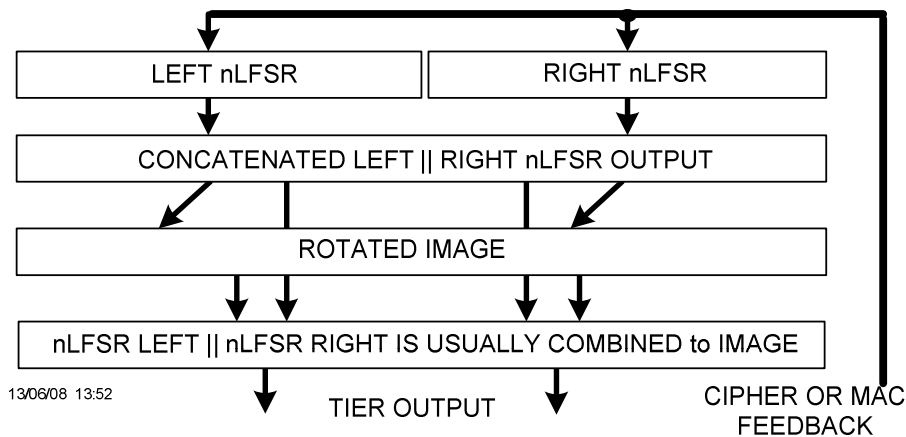 LEFT nLFSR
RIGHT nLFSR
CONCATENATED LEFT || RIGHT nLFSR OUTPUT
ROTATED IMAGE
nLFSR LEFT || nLFSR RIGHT IS USUALLY COMBINED to IMAGE
13/06/08 13:52
TIER OUTPUT
CIPHER OR MAC
FEEDBACK